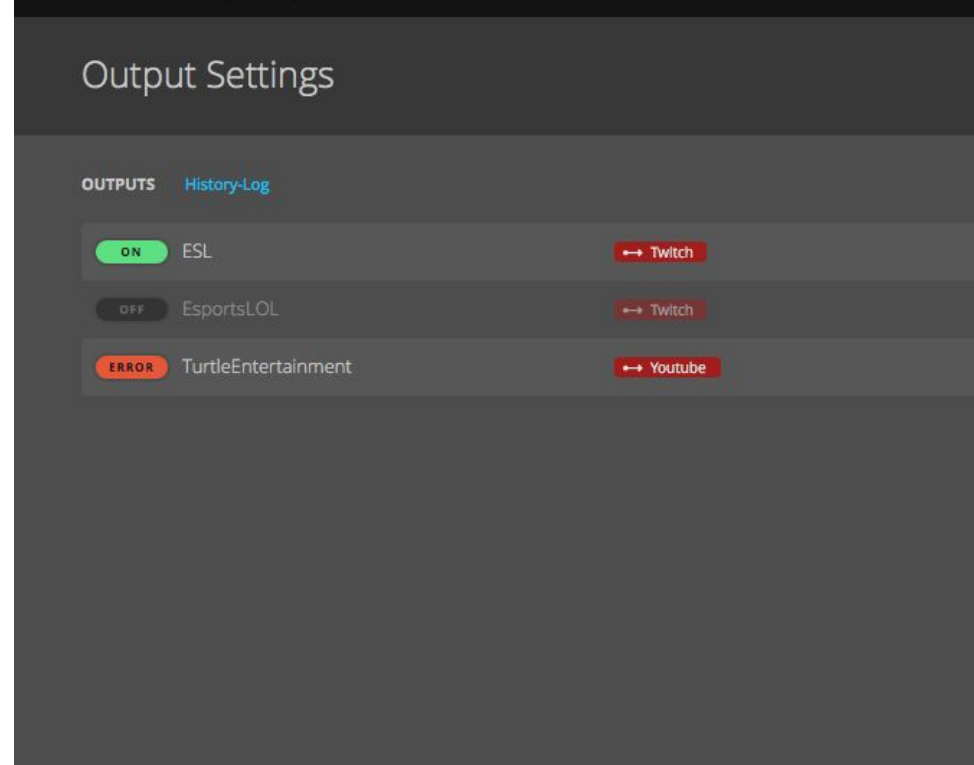 Output Settings
OUTPUTS History-Log
ON ESL Twitch
OFF EsportsLOL Twitch
ERROR TurtleEntertainment Youtube